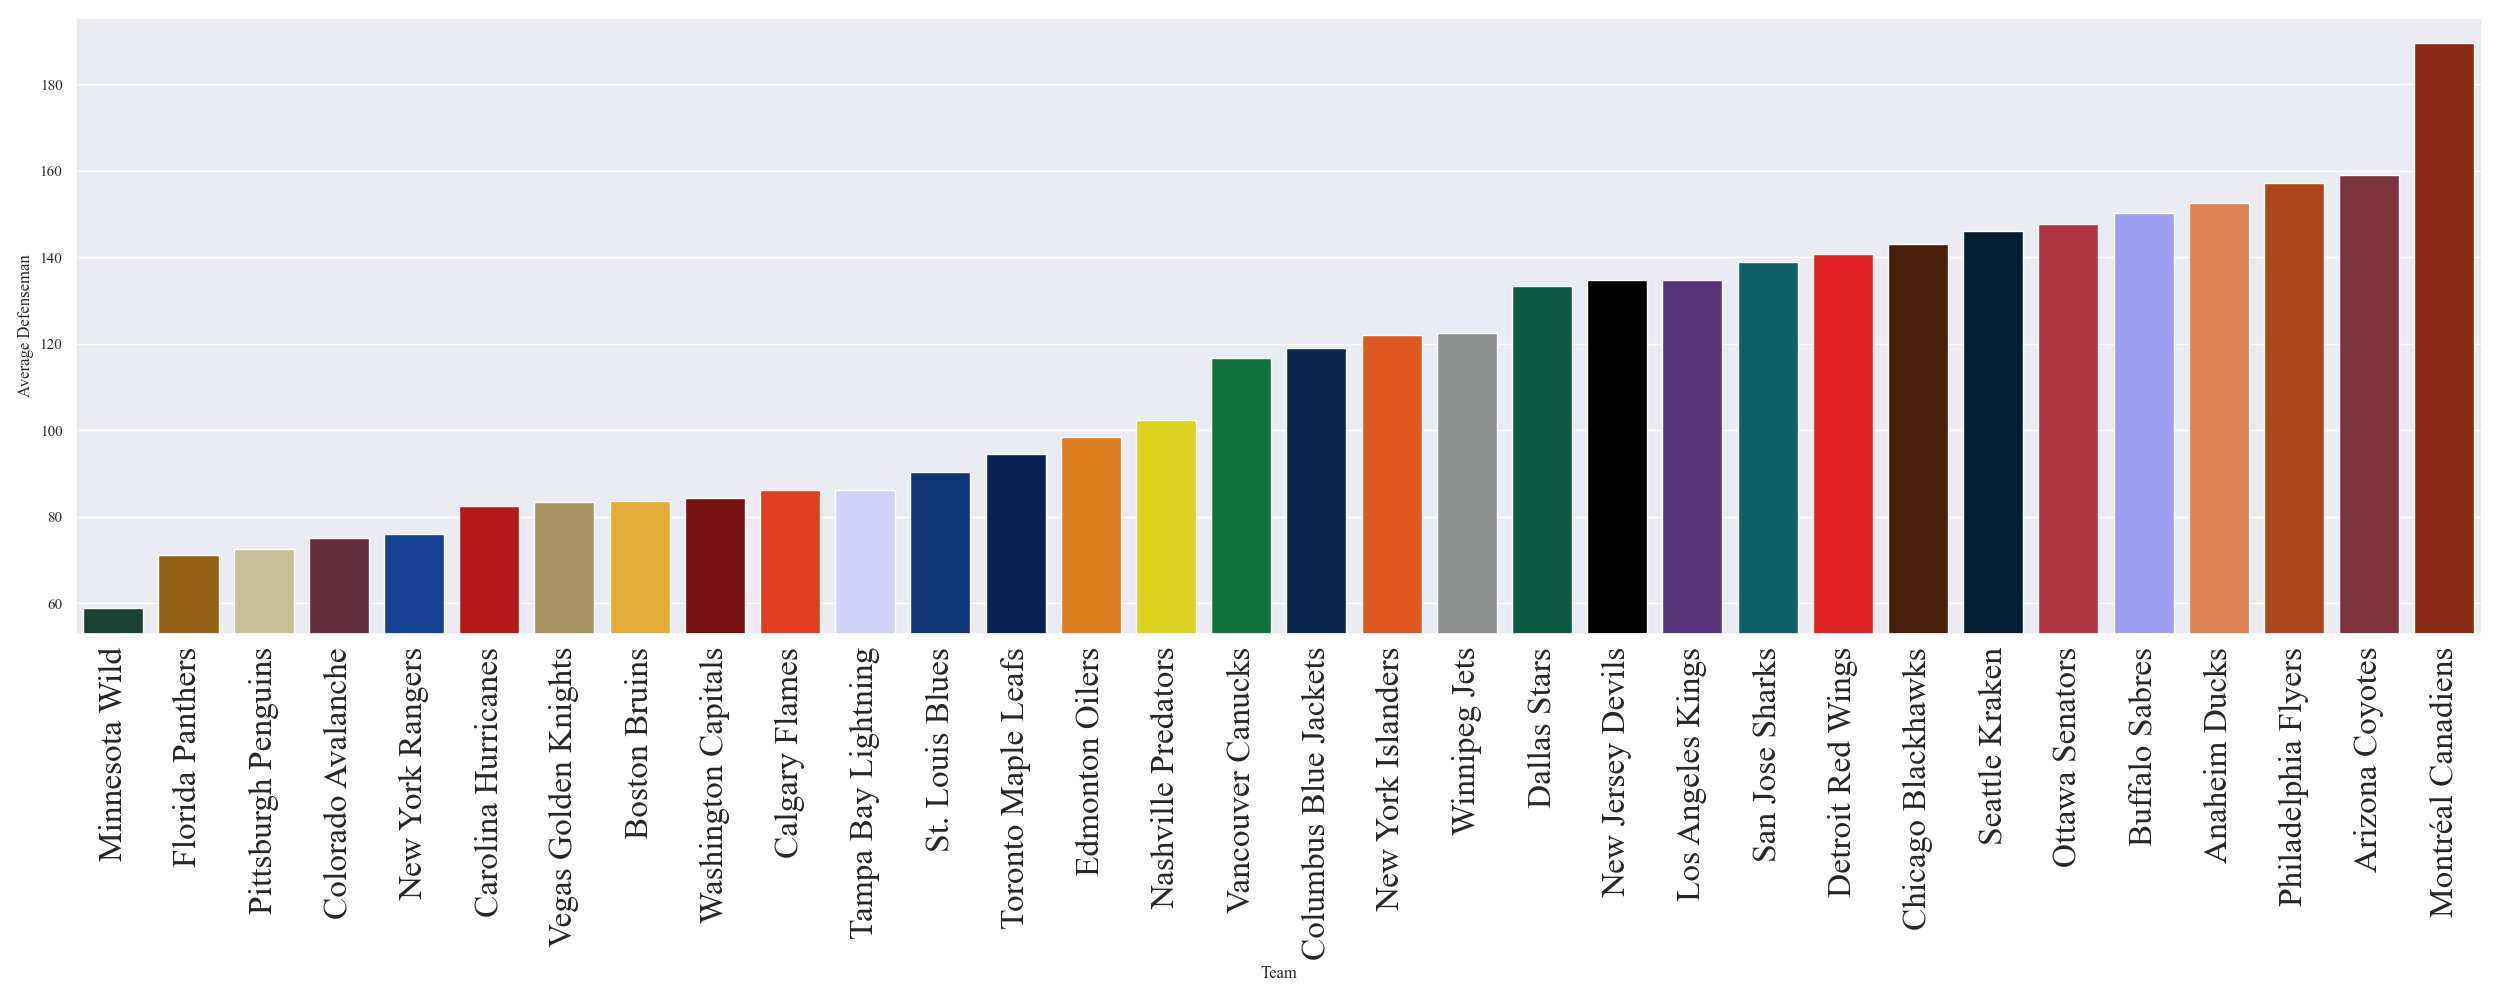 180
160
140
120
100
80
60
Average Defenseman
Minnesota Wild
Florida Panthers
Pittsburgh Penguins
Colorado Avalanche
New York Rangers
Carolina Hurricanes
Vegas Golden Knights
Boston Bruins
Washington Capitals
Calgary Flames
Tampa Bay Lightning
St. Louis Blues
Toronto Maple Leafs
Edmonton Oilers
Nashville Predators
Vancouver Canucks
Columbus Blue Jackets
New York Islanders
Winnipeg Jets
Dallas Stars
New Jersey Devils
Los Angeles Kings
San Jose Sharks
Detroit Red Wings
Chicago Blackhawks
Seattle Kraken
Ottawa Senators
Buffalo Sabres
Anaheim Ducks
Philadelphia Flyers
Arizona Coyotes
Montréal Canadiens
Team